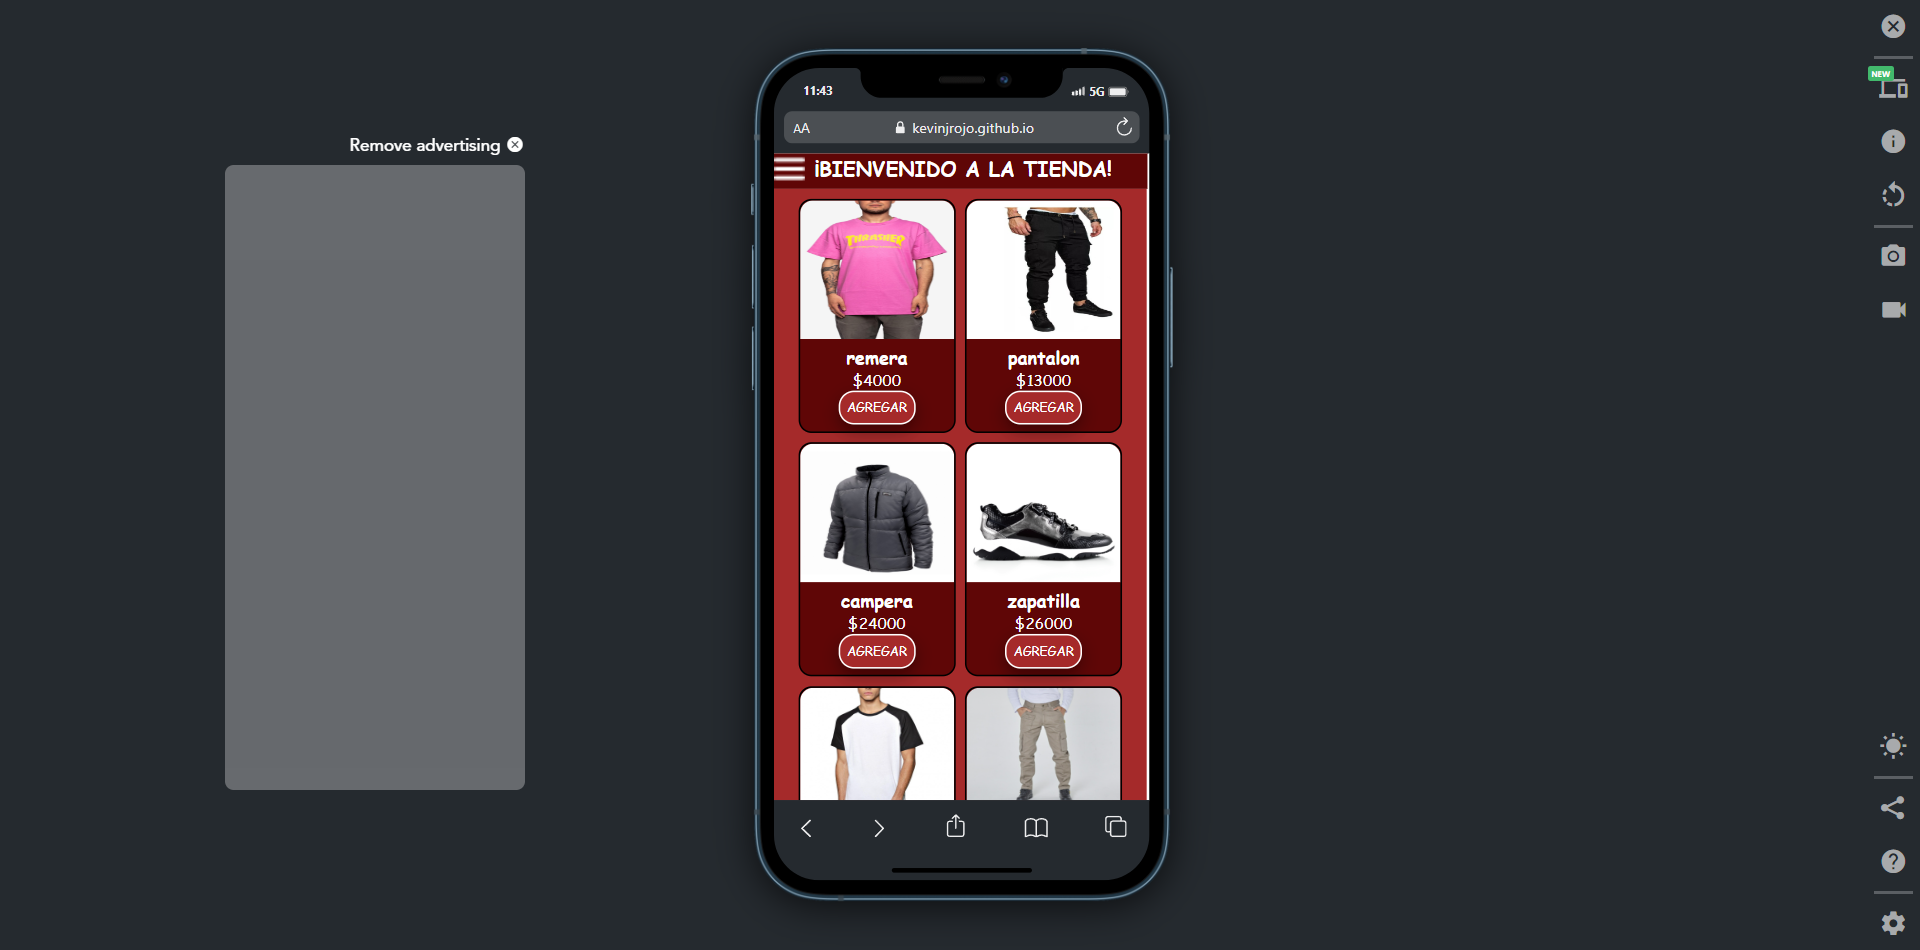 NEW
Remove advertising
11:43
5G
AA
kevinjrojo.github.io
¡BIENVENIDO A LA TIENDA!
THRASHER
remera
$4000
AGREGAR
pantalon
$13000
AGREGAR
campera
$24000
AGREGAR
zapatilla
$26000
AGREGAR